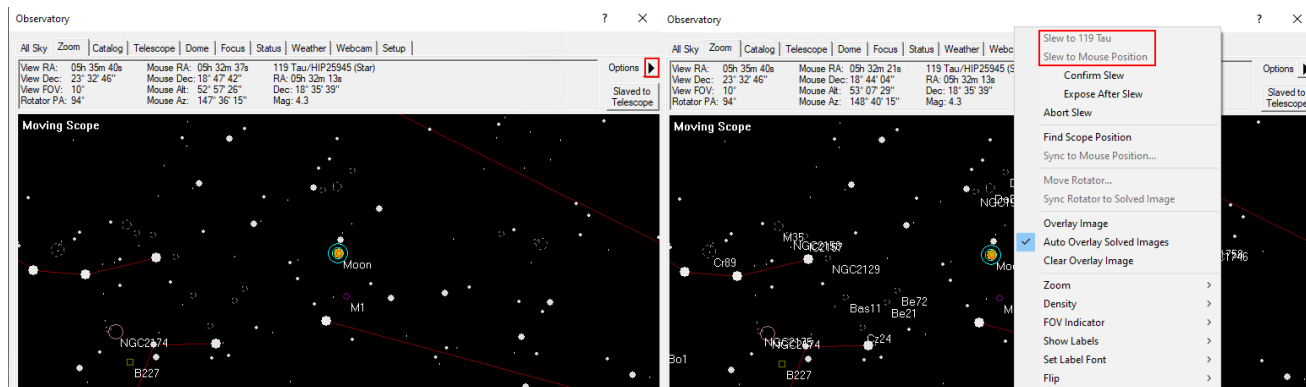 Observatory
? ×
All Sky Zoom Catalog Telescope Dome Focus Status Weather Webcam Setup
View RA: 05h 35m 40s Mouse RA: 05h 32m 37s 119 Tau/HIP25945 (Star)
View Dec: 23° 32' 46" Mouse Dec: 18° 47' 42" RA: 05h 32m 13s
View FOV: 10° Mouse Alt: 52° 57' 26" Dec: 18° 35' 39"
Rotator PA: 94° Mouse Az: 147° 36' 15" Mag: 4.3
Options
Slaved to
Telescope
Moving Scope
Moon
M1
NGC2174
B227
Observatory
? ×
All Sky Zoom Catalog Telescope Dome Focus Status Weather Webc
View RA: 05h 35m 40s Mouse RA: 05h 32m 21s 119 Tau/HIP25945 (S
View Dec: 23° 32' 46" Mouse Dec: 18° 44' 04" RA: 05h 32m 13s
View FOV: 10° Mouse Alt: 53° 07' 29" Dec: 18° 35' 39"
Rotator PA: 94° Mouse Az: 148° 40' 15" Mag: 4.3
Options
Slaved to
Telescope
Moving Scope
M35
NGC2158
Cr89
NGC2129
Moo
Bas11
Be72
Be21
M
Cz24
NGC2174
Bo1
B227
Slew to 119 Tau
Slew to Mouse Position
Confirm Slew
Expose After Slew
Abort Slew
Find Scope Position
Sync to Mouse Position...
Move Rotator...
Sync Rotator to Solved Image
Overlay Image
Auto Overlay Solved Images
Clear Overlay Image
Zoom
Density
FOV Indicator
Show Labels
Set Label Font
Flip